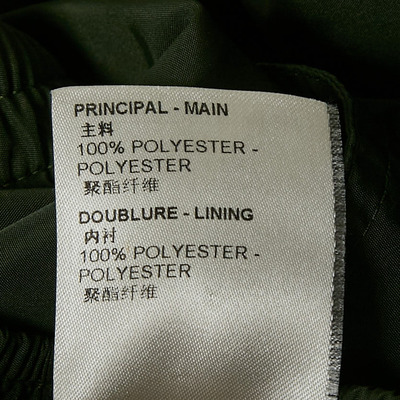 PRINCIPAL - MAIN
主料
100% POLYESTER -
POLYESTER
聚酯纤维
DOUBLURE - LINING
内衬
100% POLYESTER -
POLYESTER
聚酯纤维